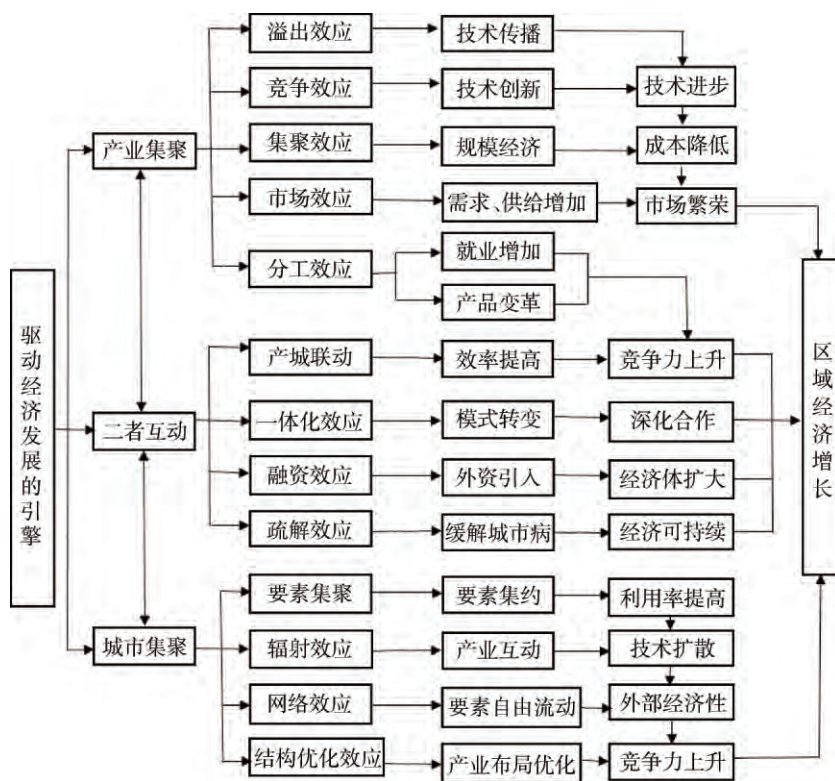 溢出效应
技术传播
竞争效应
技术创新
技术进步
产业集聚
集聚效应
规模经济
成本降低
市场效应
需求、供给增加
市场繁荣
分工效应
就业增加
产品变革
驱动经济发展的引擎
产城联动
效率提高
竞争力上升
区域经济增长
二者互动
一体化效应
模式转变
深化合作
融资效应
外资引入
经济体扩大
疏解效应
缓解城市病
经济可持续
要素集聚
要素集约
利用率提高
城市集聚
辐射效应
产业互动
技术扩散
网络效应
要素自由流动
外部经济性
结构优化效应
产业布局优化
竞争力上升